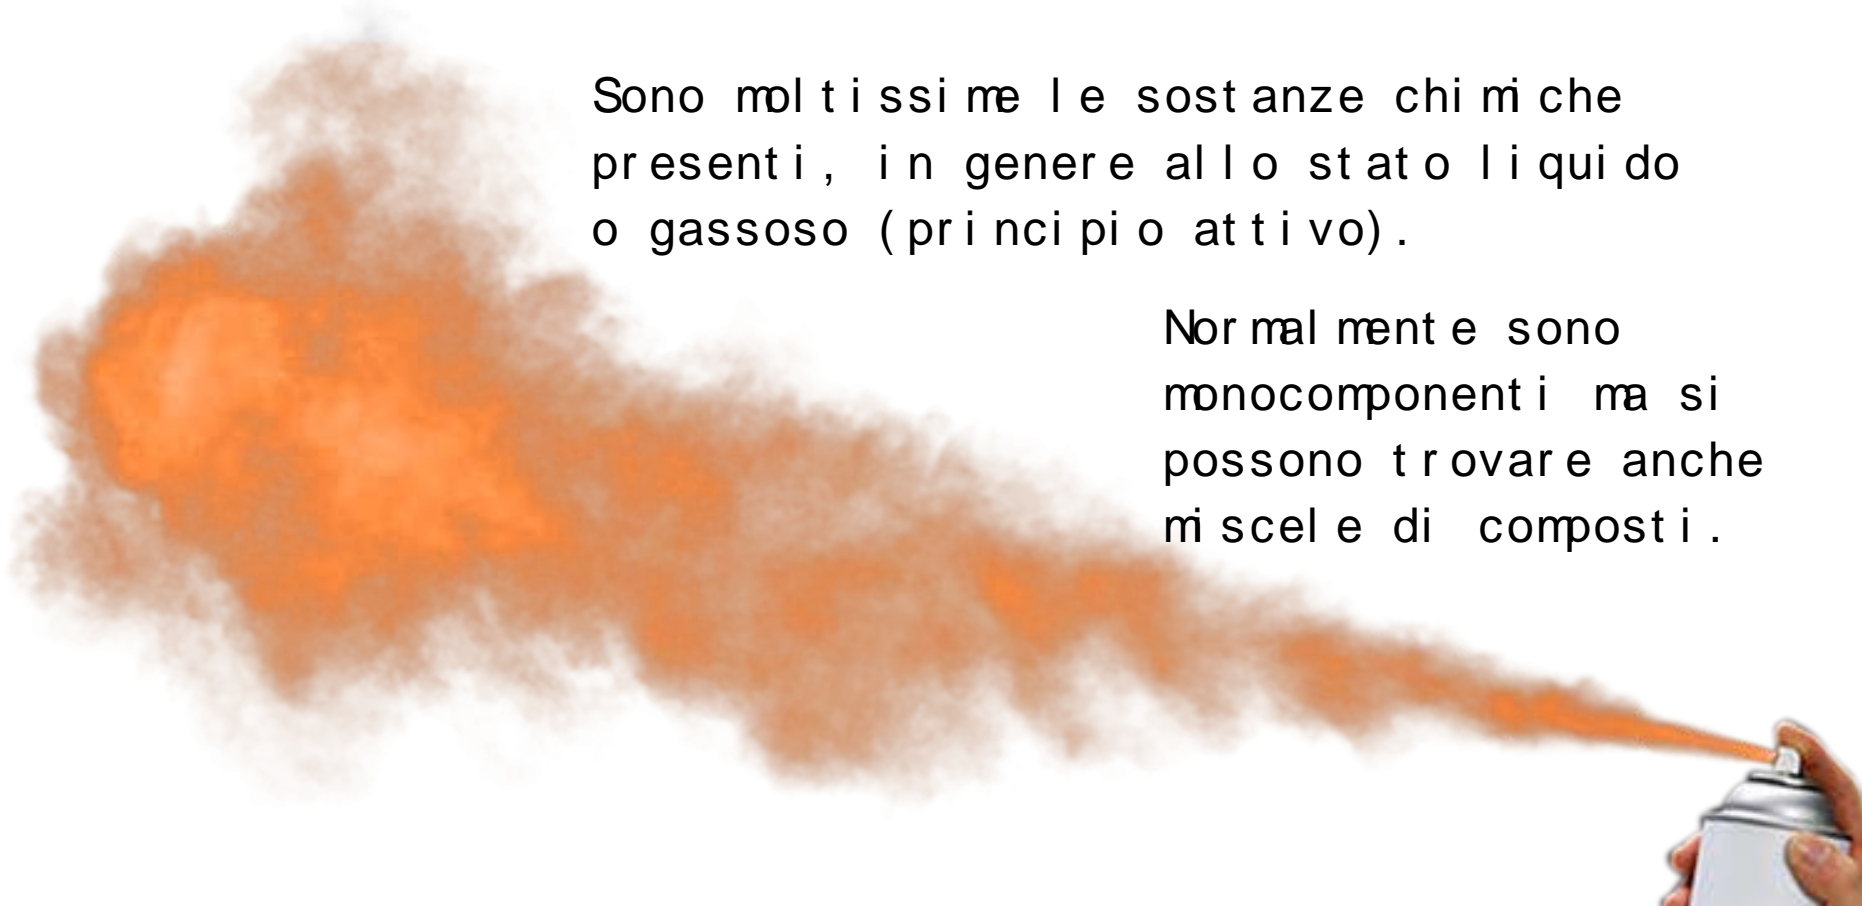 Sono moltissime le sostanze chimiche
presenti, in genere allo stato liquido
o gassoso (principio attivo).
Normalmente sono
monocomponenti ma si
possono trovare anche
miscele di composti.